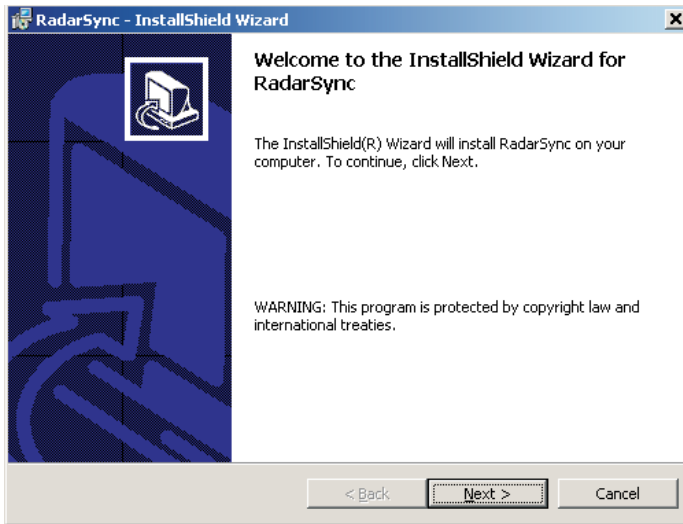 RadarSync - InstallShield Wizard
Welcome to the InstallShield Wizard for
RadarSync
The InstallShield(R) Wizard will install RadarSync on your
computer. To continue, click Next.
WARNING: This program is protected by copyright law and
international treaties.
< Back Next > Cancel